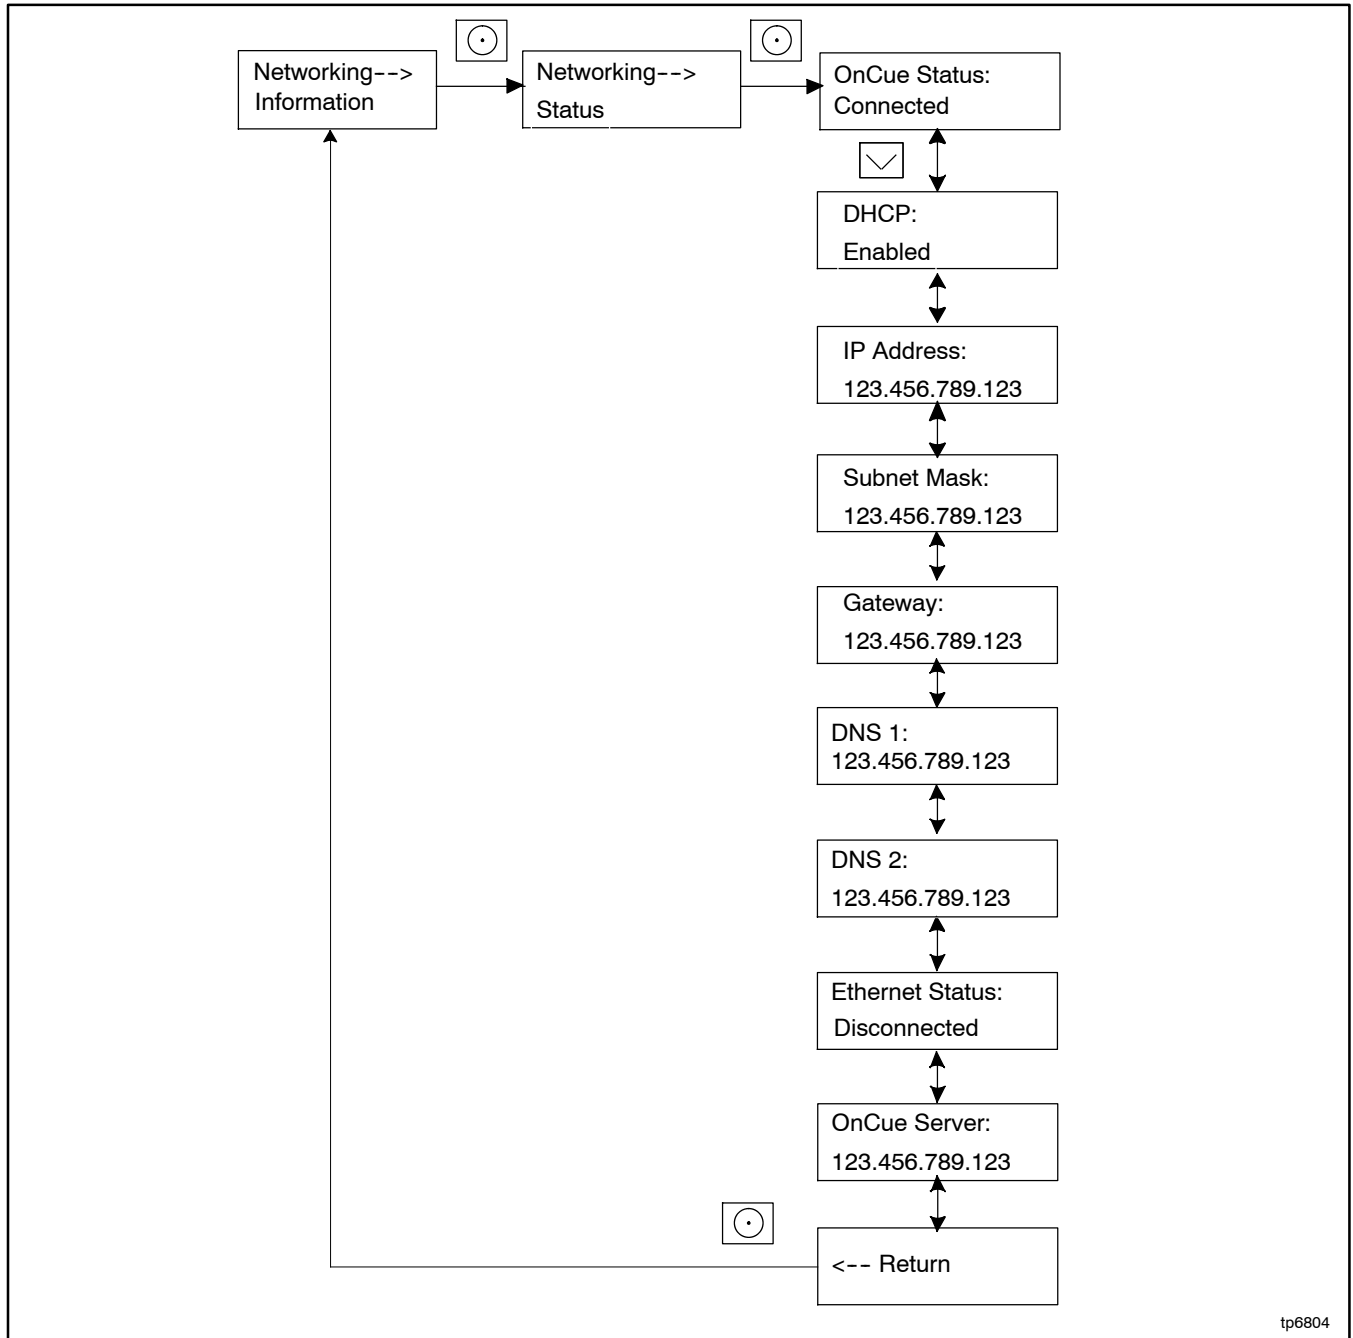 Networking-->
Information
Networking-->
Status
OnCue Status:
Connected
DHCP:
Enabled
IP Address:
123.456.789.123
Subnet Mask:
123.456.789.123
Gateway:
123.456.789.123
DNS 1:
123.456.789.123
DNS 2:
123.456.789.123
Ethernet Status:
Disconnected
OnCue Server:
123.456.789.123
<-- Return
tp6804